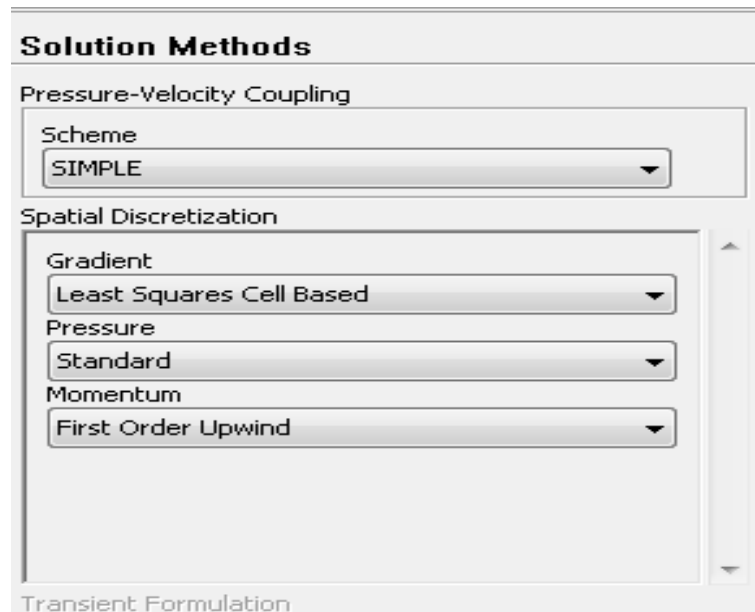 Solution Methods
Pressure-Velocity Coupling
Scheme
SIMPLE
Spatial Discretization
Gradient
Least Squares Cell Based
Pressure
Standard
Momentum
First Order Upwind
Transient Formulation